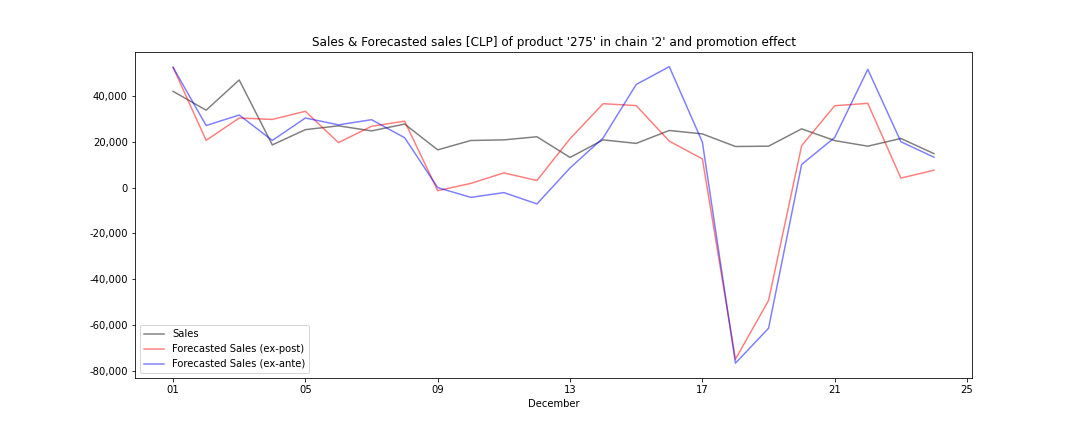 Sales & Forecasted sales [CLP] of product '275' in chain '2' and promotion effect
40,000
20,000
0
-20,000
-40,000
-60,000
-80,000
Sales
Forecasted Sales (ex-post)
Forecasted Sales (ex-ante)
01 05 09 13 17 21 25
December